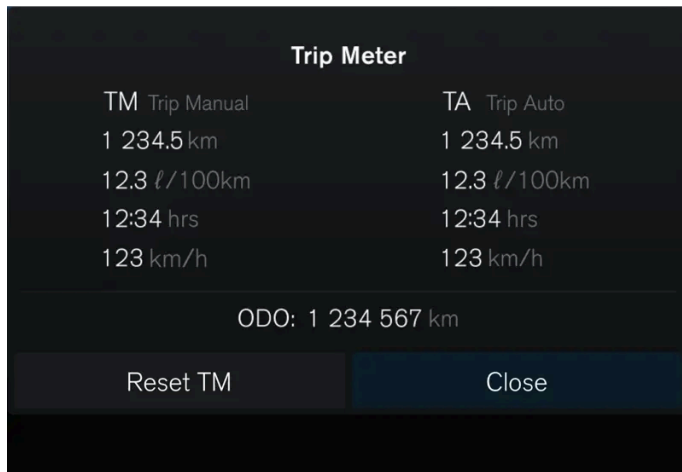 Trip Meter
TM Trip Manual
TA Trip Auto
1 234.5 km
1 234.5 km
12.3 ℓ/100km
12.3 ℓ/100km
12:34 hrs
12:34 hrs
123 km/h
123 km/h
ODO: 1 234 567 km
Reset TM
Close